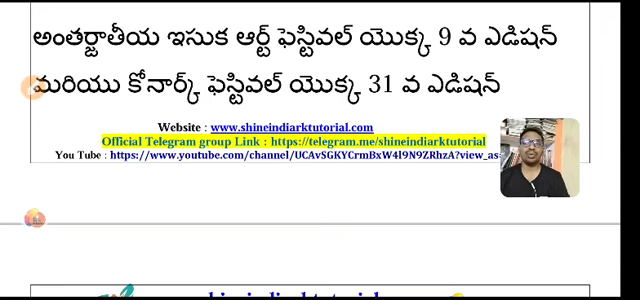 అంతర్జాతీయ ఇసుక ఆర్ట్ ఫెస్టివల్ యొక్క 9 వ ఎడిషన్
మరియు కోనార్క్ ఫెస్టివల్ యొక్క 31 వ ఎడిషన్
Website : www.shineindiarktutorial.com
Official Telegram group Link : https://telegram.me/shineindiarktutorial
You Tube : https://www.youtube.com/channel/UCAvSGKYCrmBxW4I9N9ZRhzA?view_as=